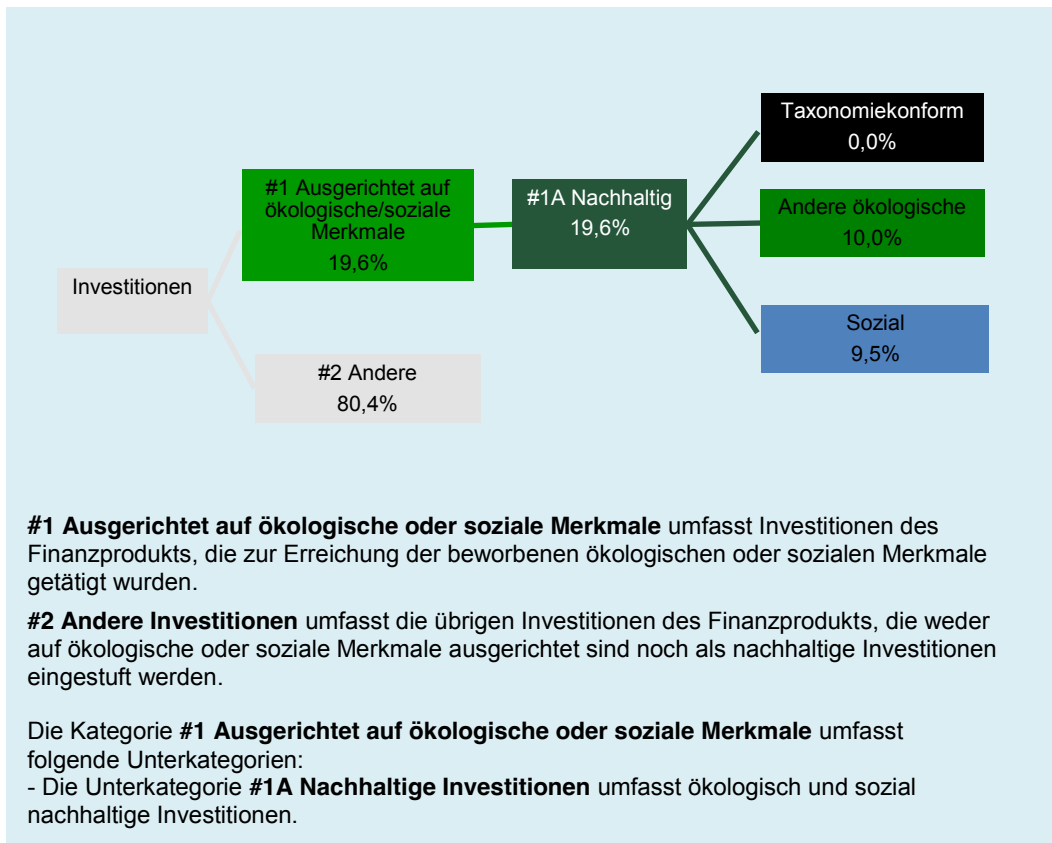 Taxonomiekonform
0,0%
#1 Ausgerichtet auf
ökologische/soziale
Merkmale
19,6%
#1A Nachhaltig
19,6%
Andere ökologische
10,0%
Investitionen
Sozial
9,5%
#2 Andere
80,4%
#1 Ausgerichtet auf ökologische oder soziale Merkmale umfasst Investitionen des
Finanzprodukts, die zur Erreichung der beworbenen ökologischen oder sozialen Merkmale
getätigt wurden.
#2 Andere Investitionen umfasst die übrigen Investitionen des Finanzprodukts, die weder
auf ökologische oder soziale Merkmale ausgerichtet sind noch als nachhaltige Investitionen
eingestuft werden.
Die Kategorie #1 Ausgerichtet auf ökologische oder soziale Merkmale umfasst
folgende Unterkategorien:
- Die Unterkategorie #1A Nachhaltige Investitionen umfasst ökologisch und sozial
nachhaltige Investitionen.